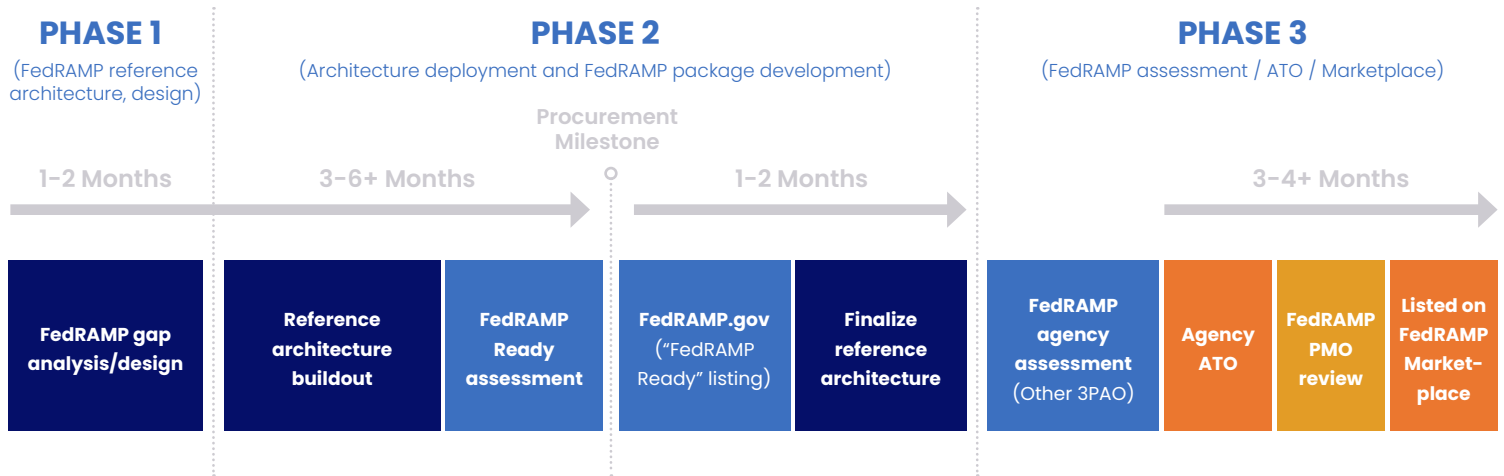 PHASE 1
(FedRAMP reference
architecture, design)
PHASE 2
(Architecture deployment and FedRAMP package development)
PHASE 3
(FedRAMP assessment / ATO / Marketplace)
Procurement
Milestone
1-2 Months
3-6+ Months
1-2 Months
3-4+ Months
FedRAMP gap
analysis/design
Reference
architecture
buildout
FedRAMP
Ready
assessment
FedRAMP.gov
(“FedRAMP
Ready” listing)
Finalize
reference
architecture
FedRAMP
agency
assessment
(Other 3PAO)
Agency
ATO
FedRAMP
PMO
review
Listed on
FedRAMP
Market-
place